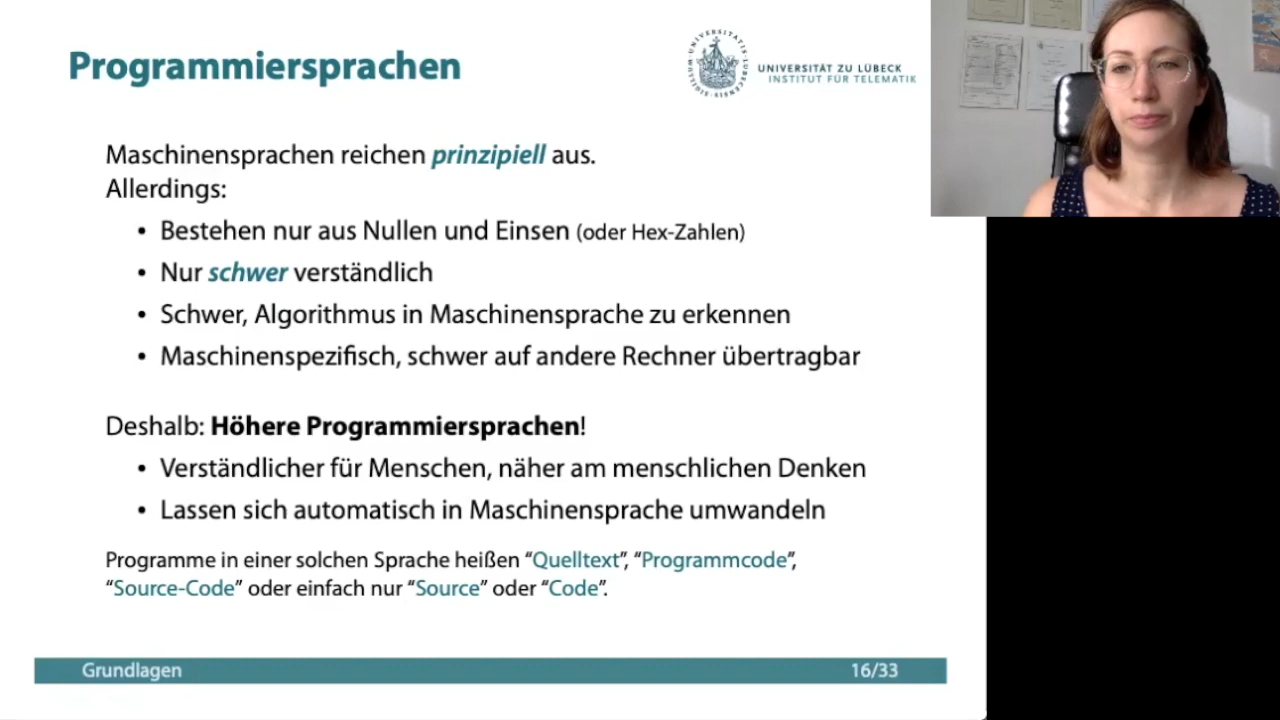 Programmiersprachen
UNIVERSITÄT ZU LÜBECK
INSTITUT FÜR TELEMATIK
Maschinensprachen reichen prinzipiell aus.
Allerdings:
• Bestehen nur aus Nullen und Einsen (oder Hex-Zahlen)
• Nur schwer verständlich
• Schwer, Algorithmus in Maschinensprache zu erkennen
• Maschinenspezifisch, schwer auf andere Rechner übertragbar
Deshalb: Höhere Programmiersprachen!
• Verständlicher für Menschen, näher am menschlichen Denken
• Lassen sich automatisch in Maschinensprache umwandeln
Programme in einer solchen Sprache heißen “Quelltext”, “Programmcode”,
“Source-Code” oder einfach nur “Source” oder “Code”.
Grundlagen
16/33